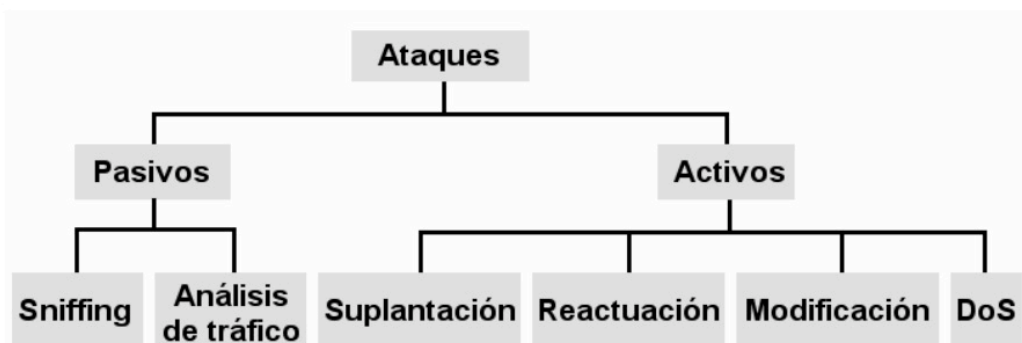 Ataques
Pasivos
Activos
Sniffing
Análisis
de tráfico
Suplantación
Reactuación
Modificación
DoS